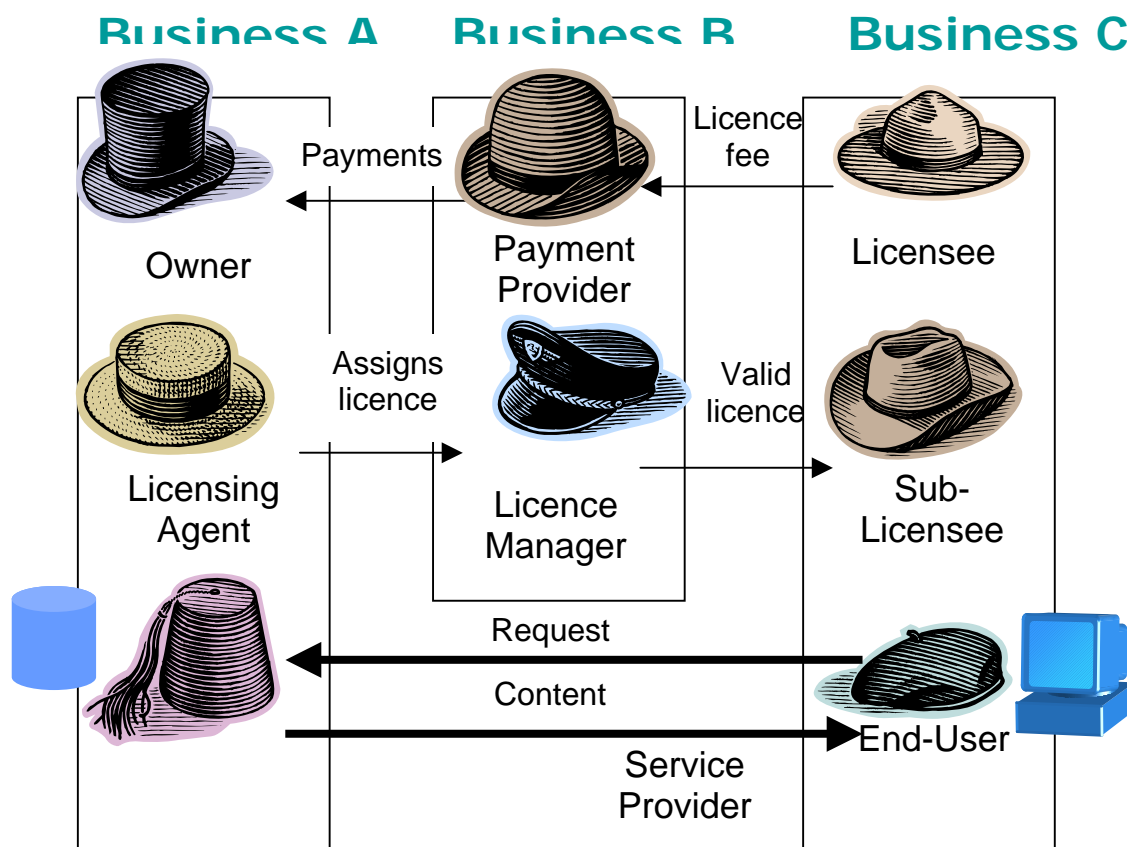 Business A
Business B
Business C
Payments
Licence
fee
Owner
Payment
Provider
Licensee
Assigns
licence
Valid
licence
Licensing
Agent
Licence
Manager
Sub-
Licensee
Request
Content
End-User
Service
Provider